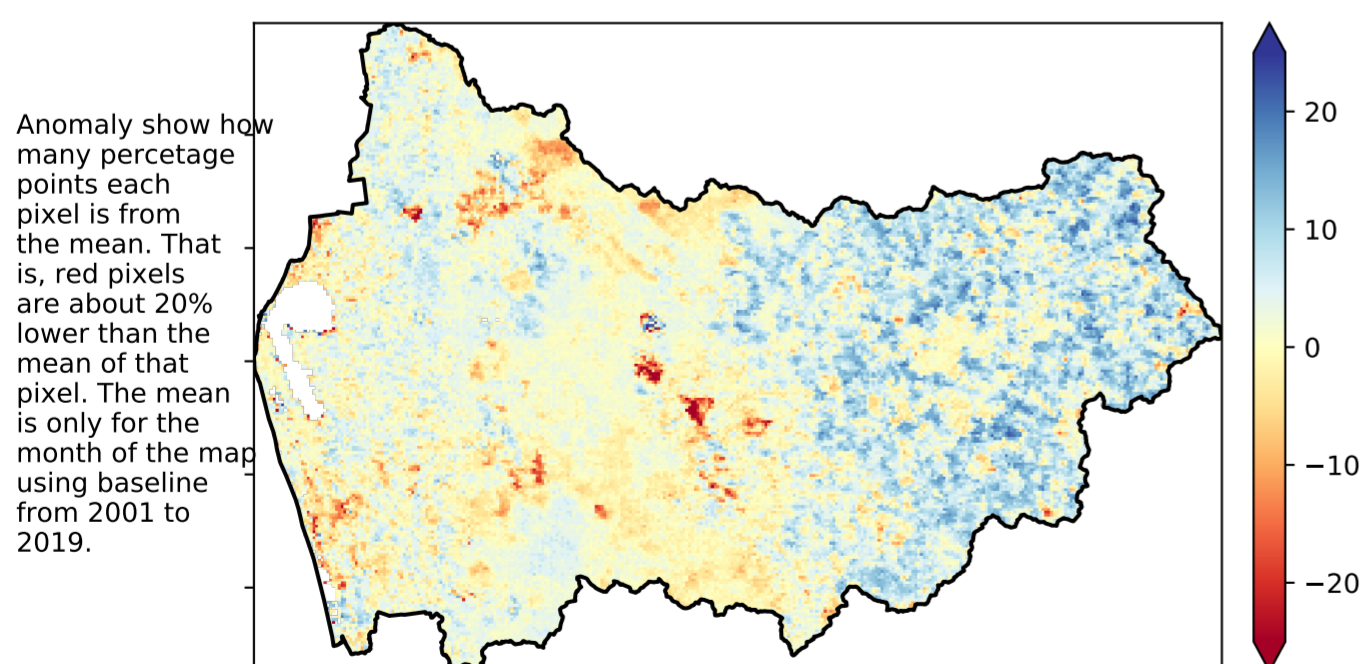 Anomaly show how
many percetage
points each
pixel is from
the mean. That
is, red pixels
are about 20%
lower than the
mean of that
pixel. The mean
is only for the
month of the map
using baseline
from 2001 to
2019.
20
10
0
−10
−20